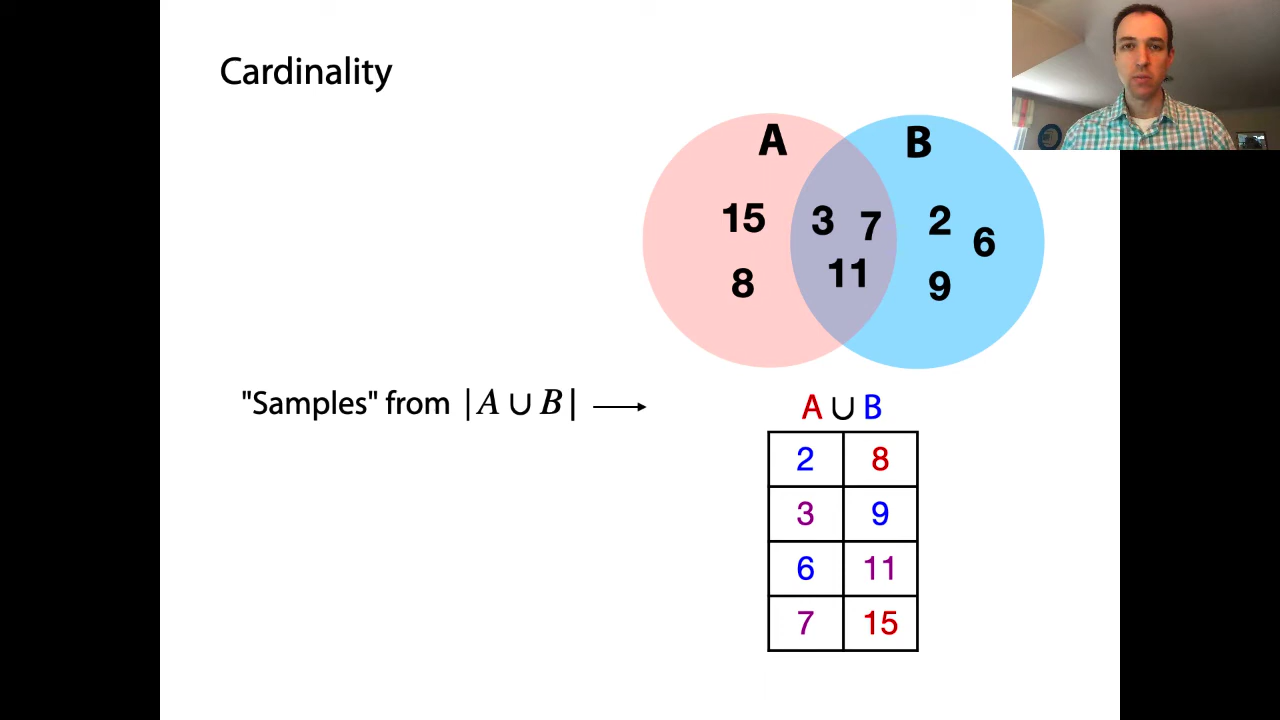 Cardinality
A B
15 3 7 2 6
8 11 9
"Samples" from |A ∪ B| ⟶ A ∪ B
2 8
3 9
6 11
7 15